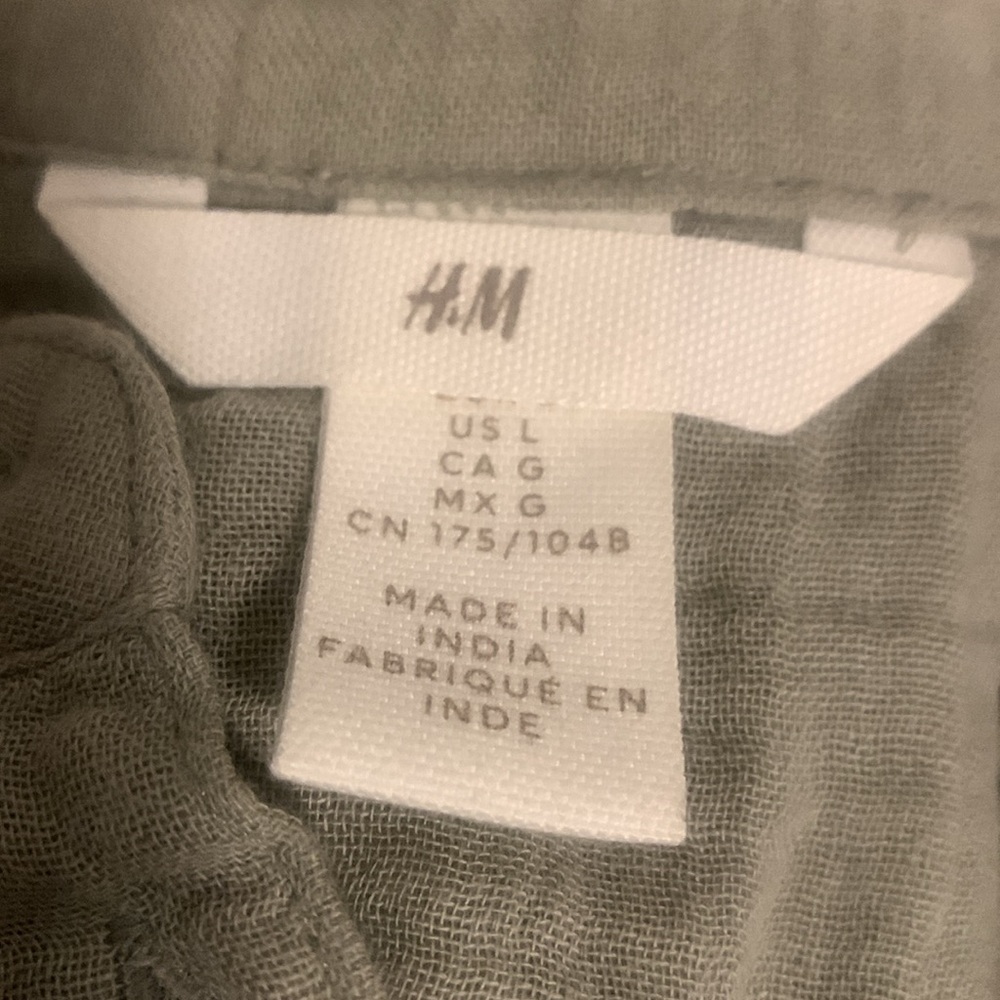 H&M
US L
CA G
MX G
CN 175/104B
MADE IN
INDIA
FABRIQUÉ EN
INDE